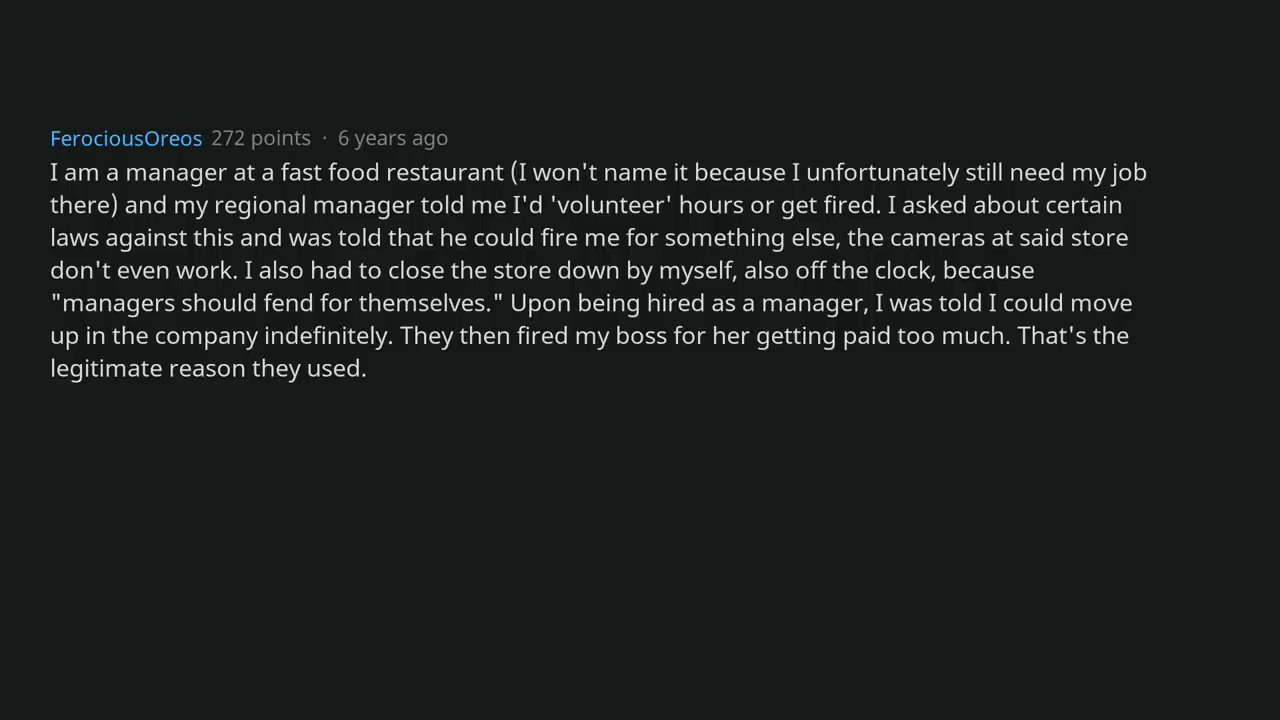 FerociousOreos 272 points · 6 years ago
I am a manager at a fast food restaurant (I won't name it because I unfortunately still need my job
there) and my regional manager told me I'd 'volunteer' hours or get fired. I asked about certain
laws against this and was told that he could fire me for something else, the cameras at said store
don't even work. I also had to close the store down by myself, also off the clock, because
"managers should fend for themselves." Upon being hired as a manager, I was told I could move
up in the company indefinitely. They then fired my boss for her getting paid too much. That's the
legitimate reason they used.